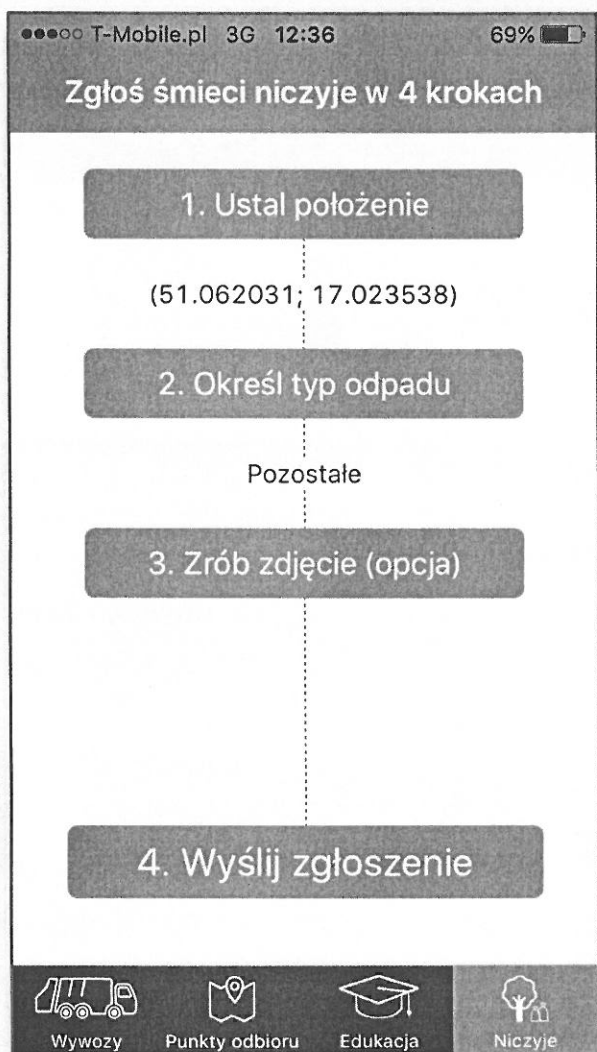 T-Mobile.pl 3G 12:36 69%
Zgłoś śmieci niczyje w 4 krokach
1. Ustal położenie
(51.062031; 17.023538)
2. Określ typ odpadu
Pozostałe
3. Zrób zdjęcie (opcja)
4. Wyślij zgłoszenie
Wywozy Punkty odbioru Edukacja Niczyje